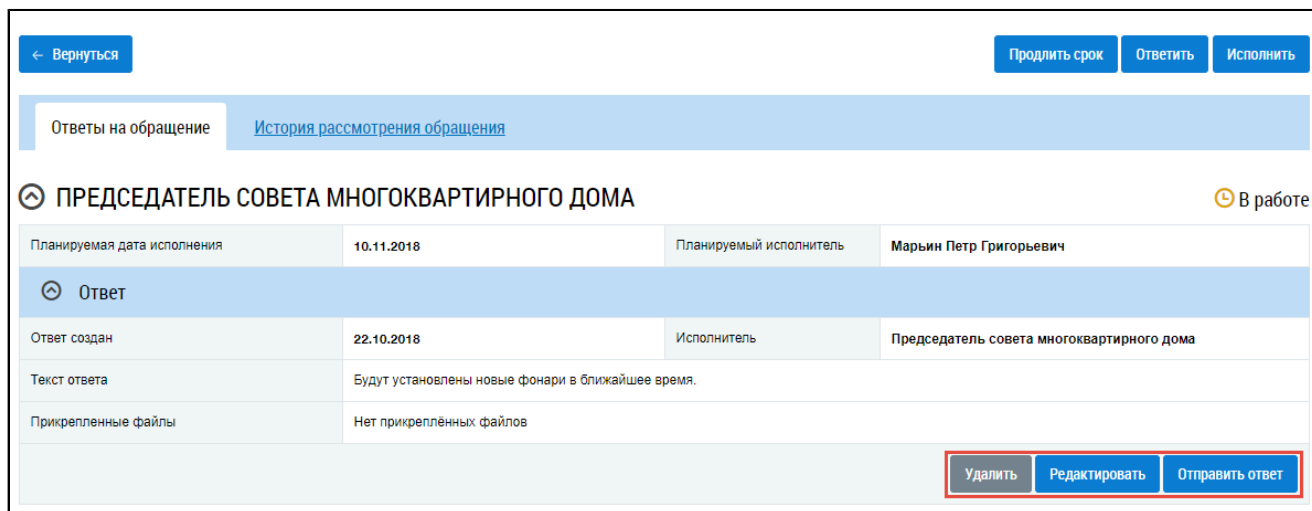 ← Вернуться
Продлить срок Ответить Исполнить
Ответы на обращение История рассмотрения обращения
ПРЕДСЕДАТЕЛЬ СОВЕТА МНОГОКВАРТИРНОГО ДОМА В работе
Планируемая дата исполнения 10.11.2018 Планируемый исполнитель Марьин Петр Григорьевич
Ответ
Ответ создан 22.10.2018 Исполнитель Председатель совета многоквартирного дома
Текст ответа Будут установлены новые фонари в ближайшее время.
Прикрепленные файлы Нет прикреплённых файлов
Удалить Редактировать Отправить ответ